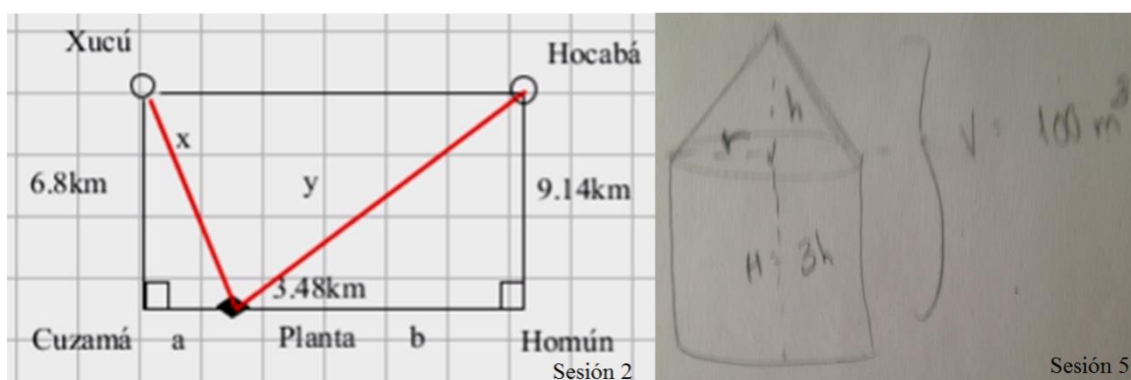 Xucú
Hocabá
x
6.8km
y
9.14km
3.48km
Cuzamá a Planta b Homún
Sesión 2
h
r
H = 3h
V = 100 m³
Sesión 5